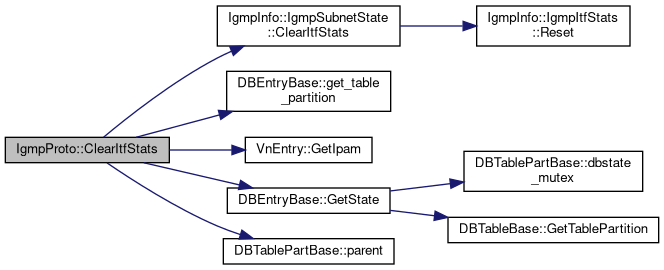 IgmpInfo::IgmpSubnetState
::ClearItfStats
IgmpInfo::IgmpItfStats
::Reset
DBEntryBase::get_table
_partition
IgmpProto::ClearItfStats
VnEntry::GetIpam
DBTablePartBase::dbstate
_mutex
DBEntryBase::GetState
DBTableBase::GetTablePartition
DBTablePartBase::parent